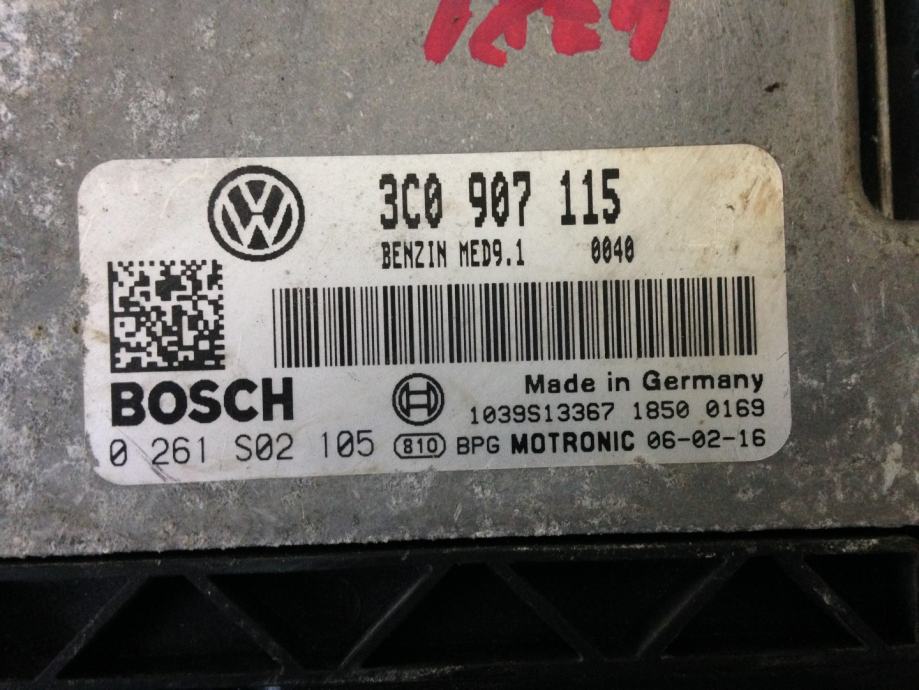 3C0 907 115
BENZIN MED9.1 0040
BOSCH
Made in Germany
1039S13367 1850 0169
0 261 S02 105 810 BPG MOTRONIC 06-02-16